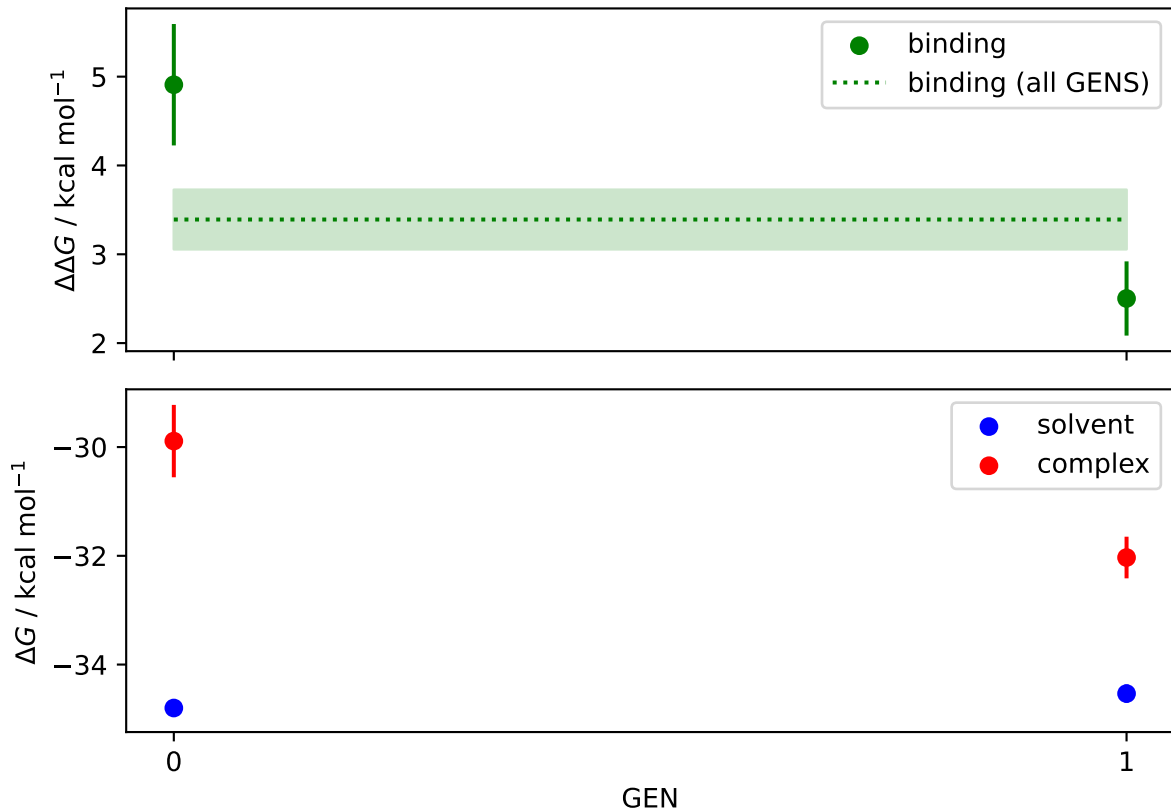 binding
binding (all GENS)
5
4
3
2
ΔΔG / kcal mol⁻¹
solvent
complex
−30
−32
−34
ΔG / kcal mol⁻¹
0 1
GEN